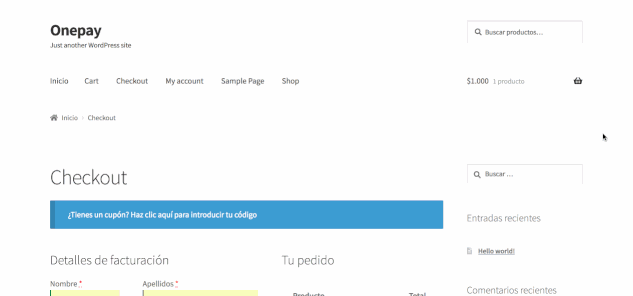 Onepay
Just another WordPress site
Buscar productos...
Inicio Cart Checkout My account Sample Page Shop
$1.000 1 producto
Inicio › Checkout
Checkout
Buscar ...
¿Tienes un cupón? Haz clic aquí para introducir tu código
Entradas recientes
Hello world!
Detalles de facturación
Tu pedido
Nombre * Apellidos *
Comentarios recientes
Producto Total